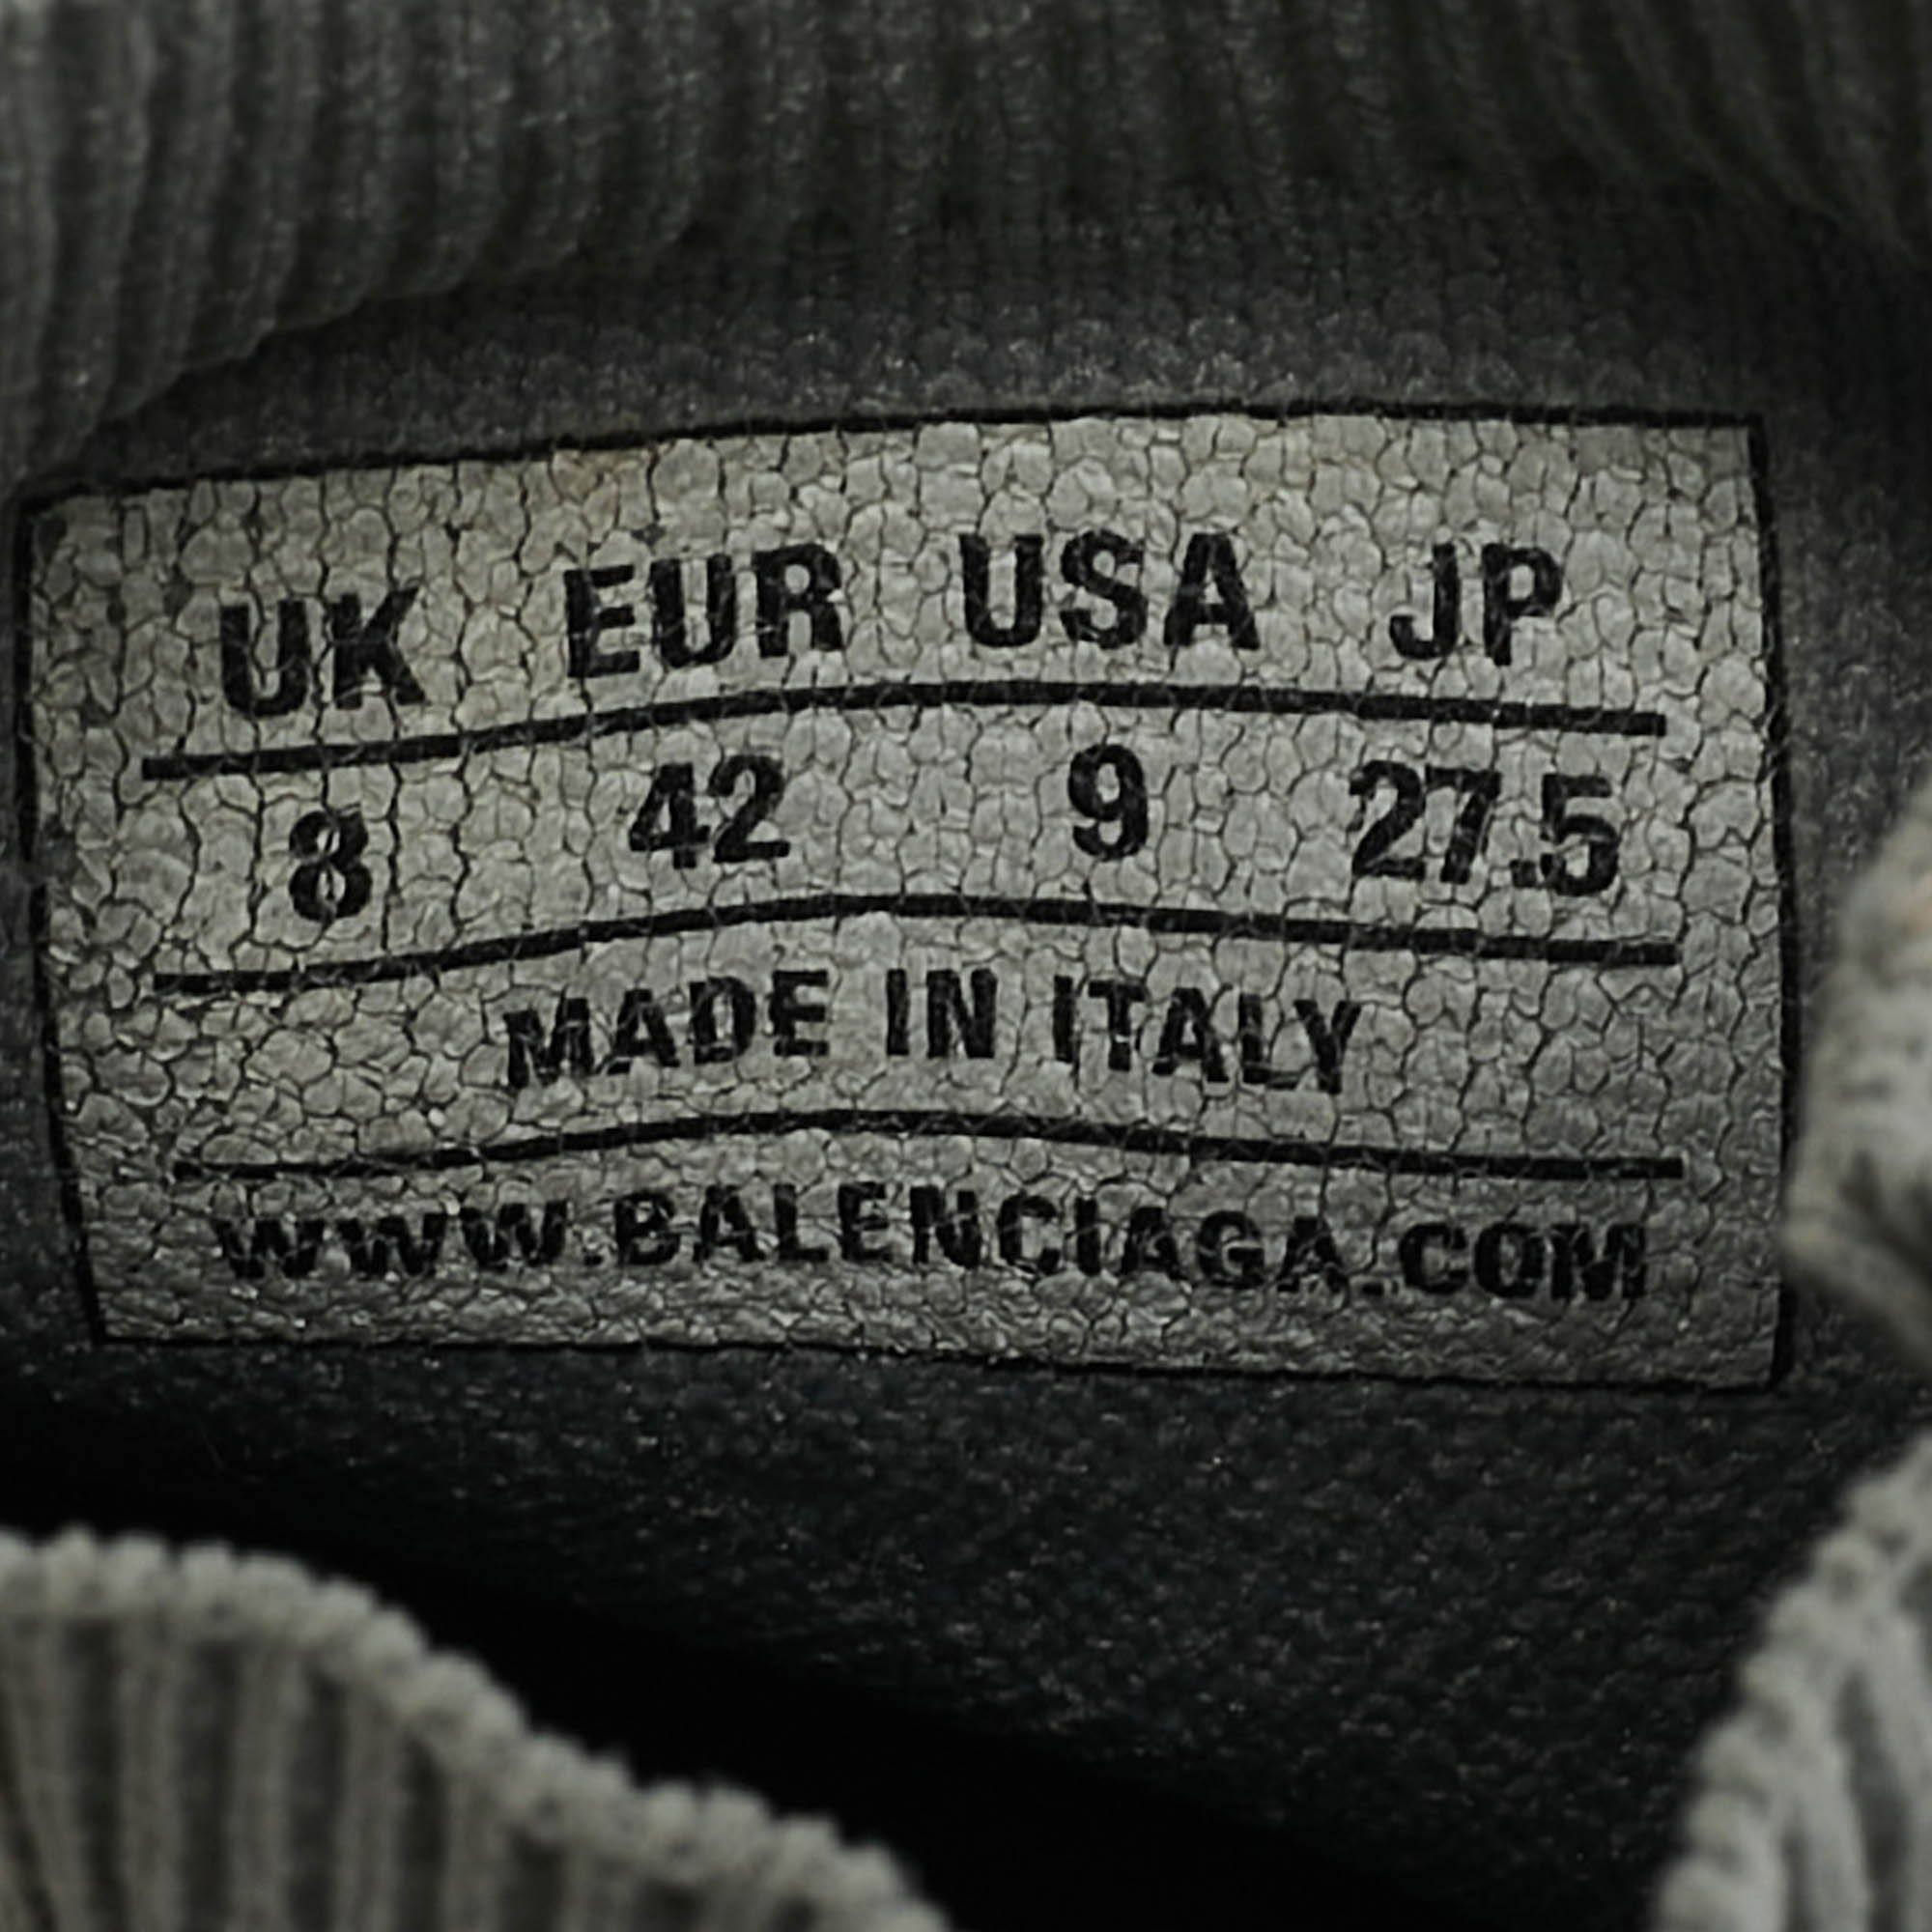 UK EUR USA JP
8 42 9 27.5
MADE IN ITALY
WWW.BALENCIAGA.COM